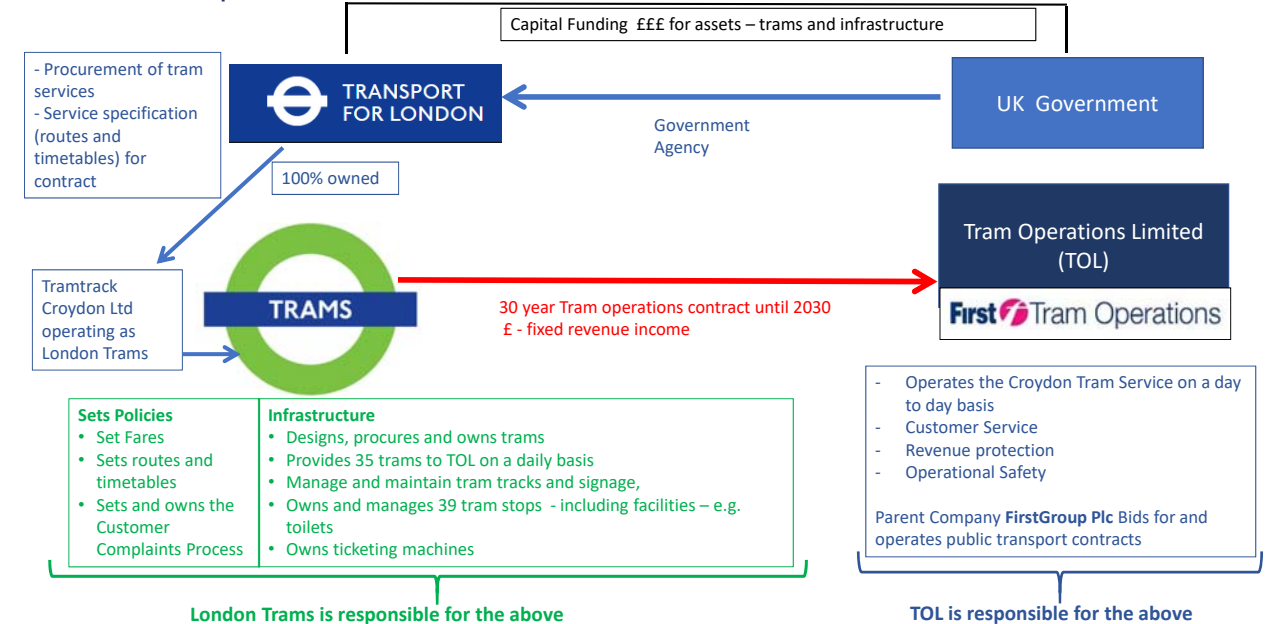 Capital Funding £££ for assets – trams and infrastructure
- Procurement of tram
services
- Service specification
(routes and
timetables) for
contract
TRANSPORT
FOR LONDON
UK  Government
Government
Agency
100% owned
Tram Operations Limited
(TOL)
First Tram Operations
Tramtrack
Croydon Ltd
operating as
London Trams
TRAMS
30 year Tram operations contract until 2030
£ - fixed revenue income
Sets Policies
• Set Fares
• Sets routes and
timetables
• Sets and owns the
Customer
Complaints Process
Infrastructure
• Designs, procures and owns trams
• Provides 35 trams to TOL on a daily basis
• Manage and maintain tram tracks and signage,
• Owns and manages 39 tram stops  - including facilities – e.g.
toilets
• Owns ticketing machines
- Operates the Croydon Tram Service on a day
to day basis
- Customer Service
- Revenue protection
- Operational Safety
Parent Company FirstGroup Plc Bids for and
operates public transport contracts
London Trams is responsible for the above
TOL is responsible for the above